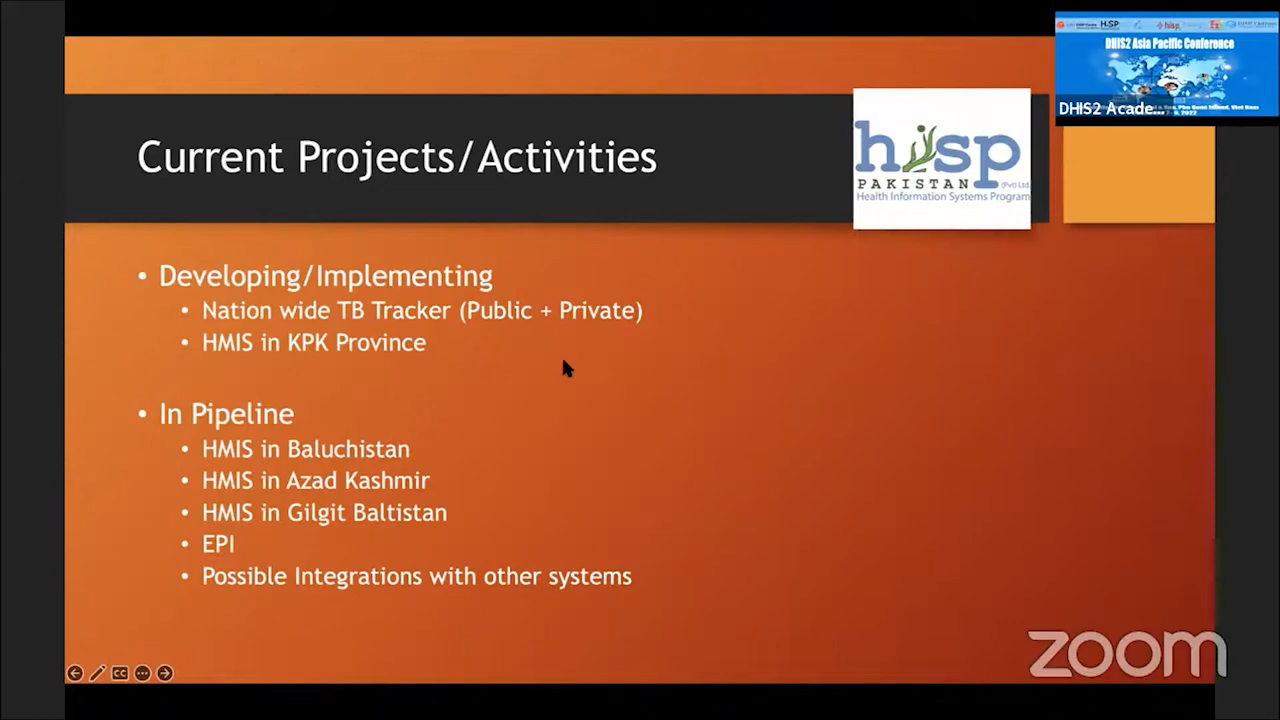 DHIS2 Asia Pacific Conference
DHIS2 Acade...
Current Projects/Activities
hisp
PAKISTAN (Pvt) Ltd
Health Information Systems Program
• Developing/Implementing
• Nation wide TB Tracker (Public + Private)
• HMIS in KPK Province
• In Pipeline
• HMIS in Baluchistan
• HMIS in Azad Kashmir
• HMIS in Gilgit Baltistan
• EPI
• Possible Integrations with other systems
zoom